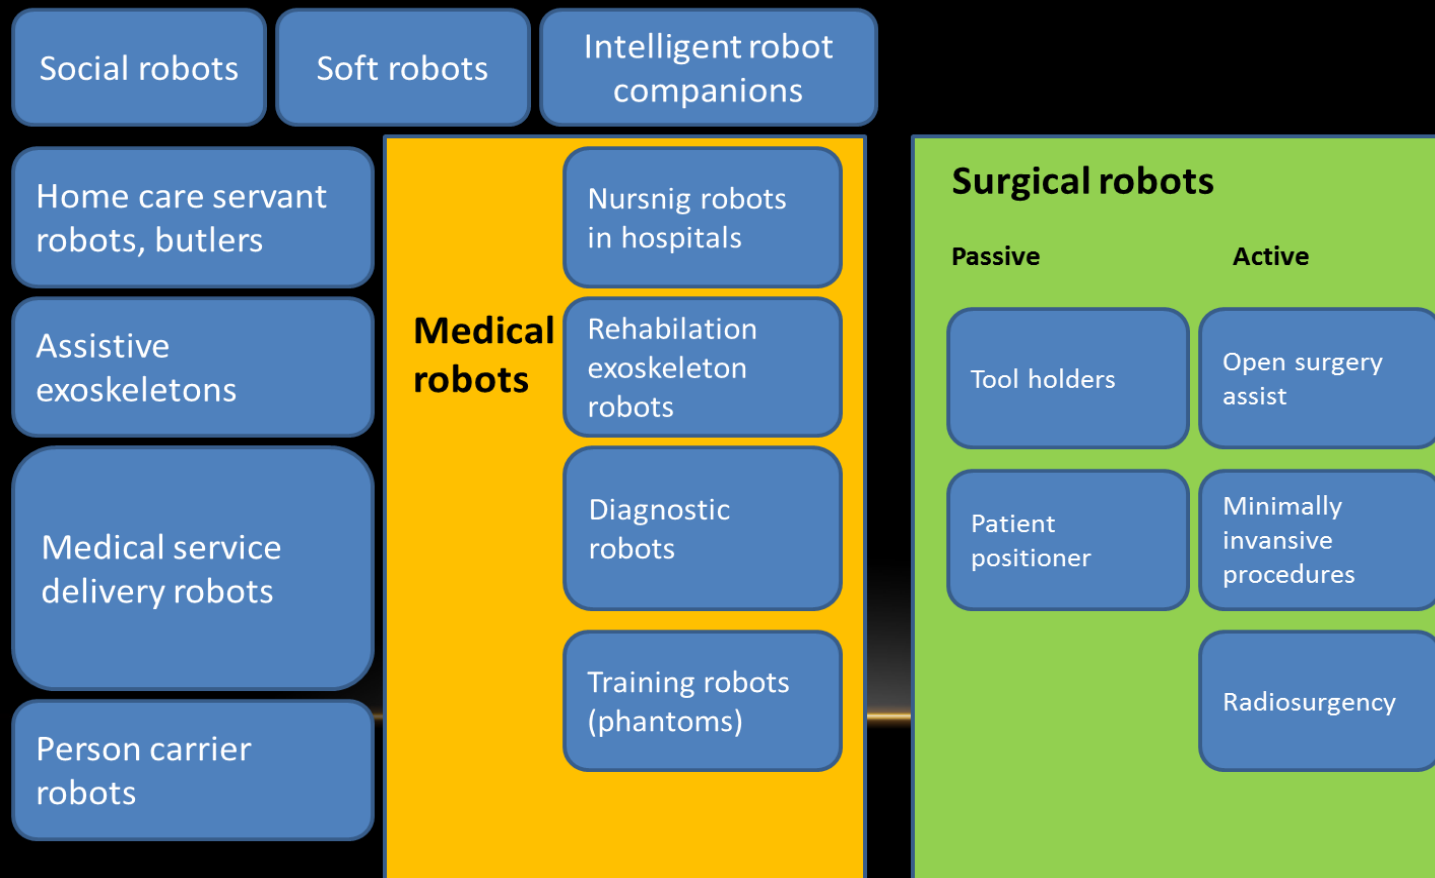 Social robots
Soft robots
Intelligent robot
companions
Home care servant
robots, butlers
Assistive
exoskeletons
Medical service
delivery robots
Person carrier
robots
Medical
robots
Nursnig robots
in hospitals
Rehabilation
exoskeleton
robots
Diagnostic
robots
Training robots
(phantoms)
Surgical robots
Passive
Active
Tool holders
Open surgery
assist
Patient
positioner
Minimally
invansive
procedures
Radiosurgency